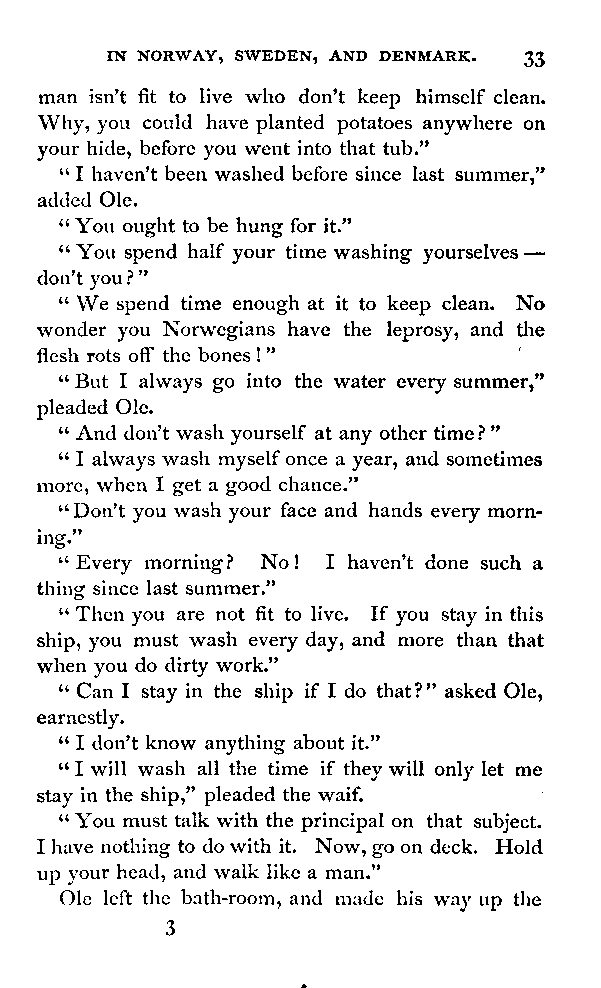 IN NORWAY, SWEDEN, AND DENMARK. 33
man isn't fit to live who don't keep himself clean.
Why, you could have planted potatoes anywhere on
your hide, before you went into that tub."
"I haven't been washed before since last summer,"
added Ole.
"You ought to be hung for it."
"You spend half your time washing yourselves —
don't you?"
"We spend time enough at it to keep clean. No
wonder you Norwegians have the leprosy, and the
flesh rots off the bones!"
"But I always go into the water every summer,"
pleaded Ole.
"And don't wash yourself at any other time?"
"I always wash myself once a year, and sometimes
more, when I get a good chance."
"Don't you wash your face and hands every morn-
ing."
"Every morning? No! I haven't done such a
thing since last summer."
"Then you are not fit to live. If you stay in this
ship, you must wash every day, and more than that
when you do dirty work."
"Can I stay in the ship if I do that?" asked Ole,
earnestly.
"I don't know anything about it."
"I will wash all the time if they will only let me
stay in the ship," pleaded the waif.
"You must talk with the principal on that subject.
I have nothing to do with it. Now, go on deck. Hold
up your head, and walk like a man."
Ole left the bath-room, and made his way up the
3